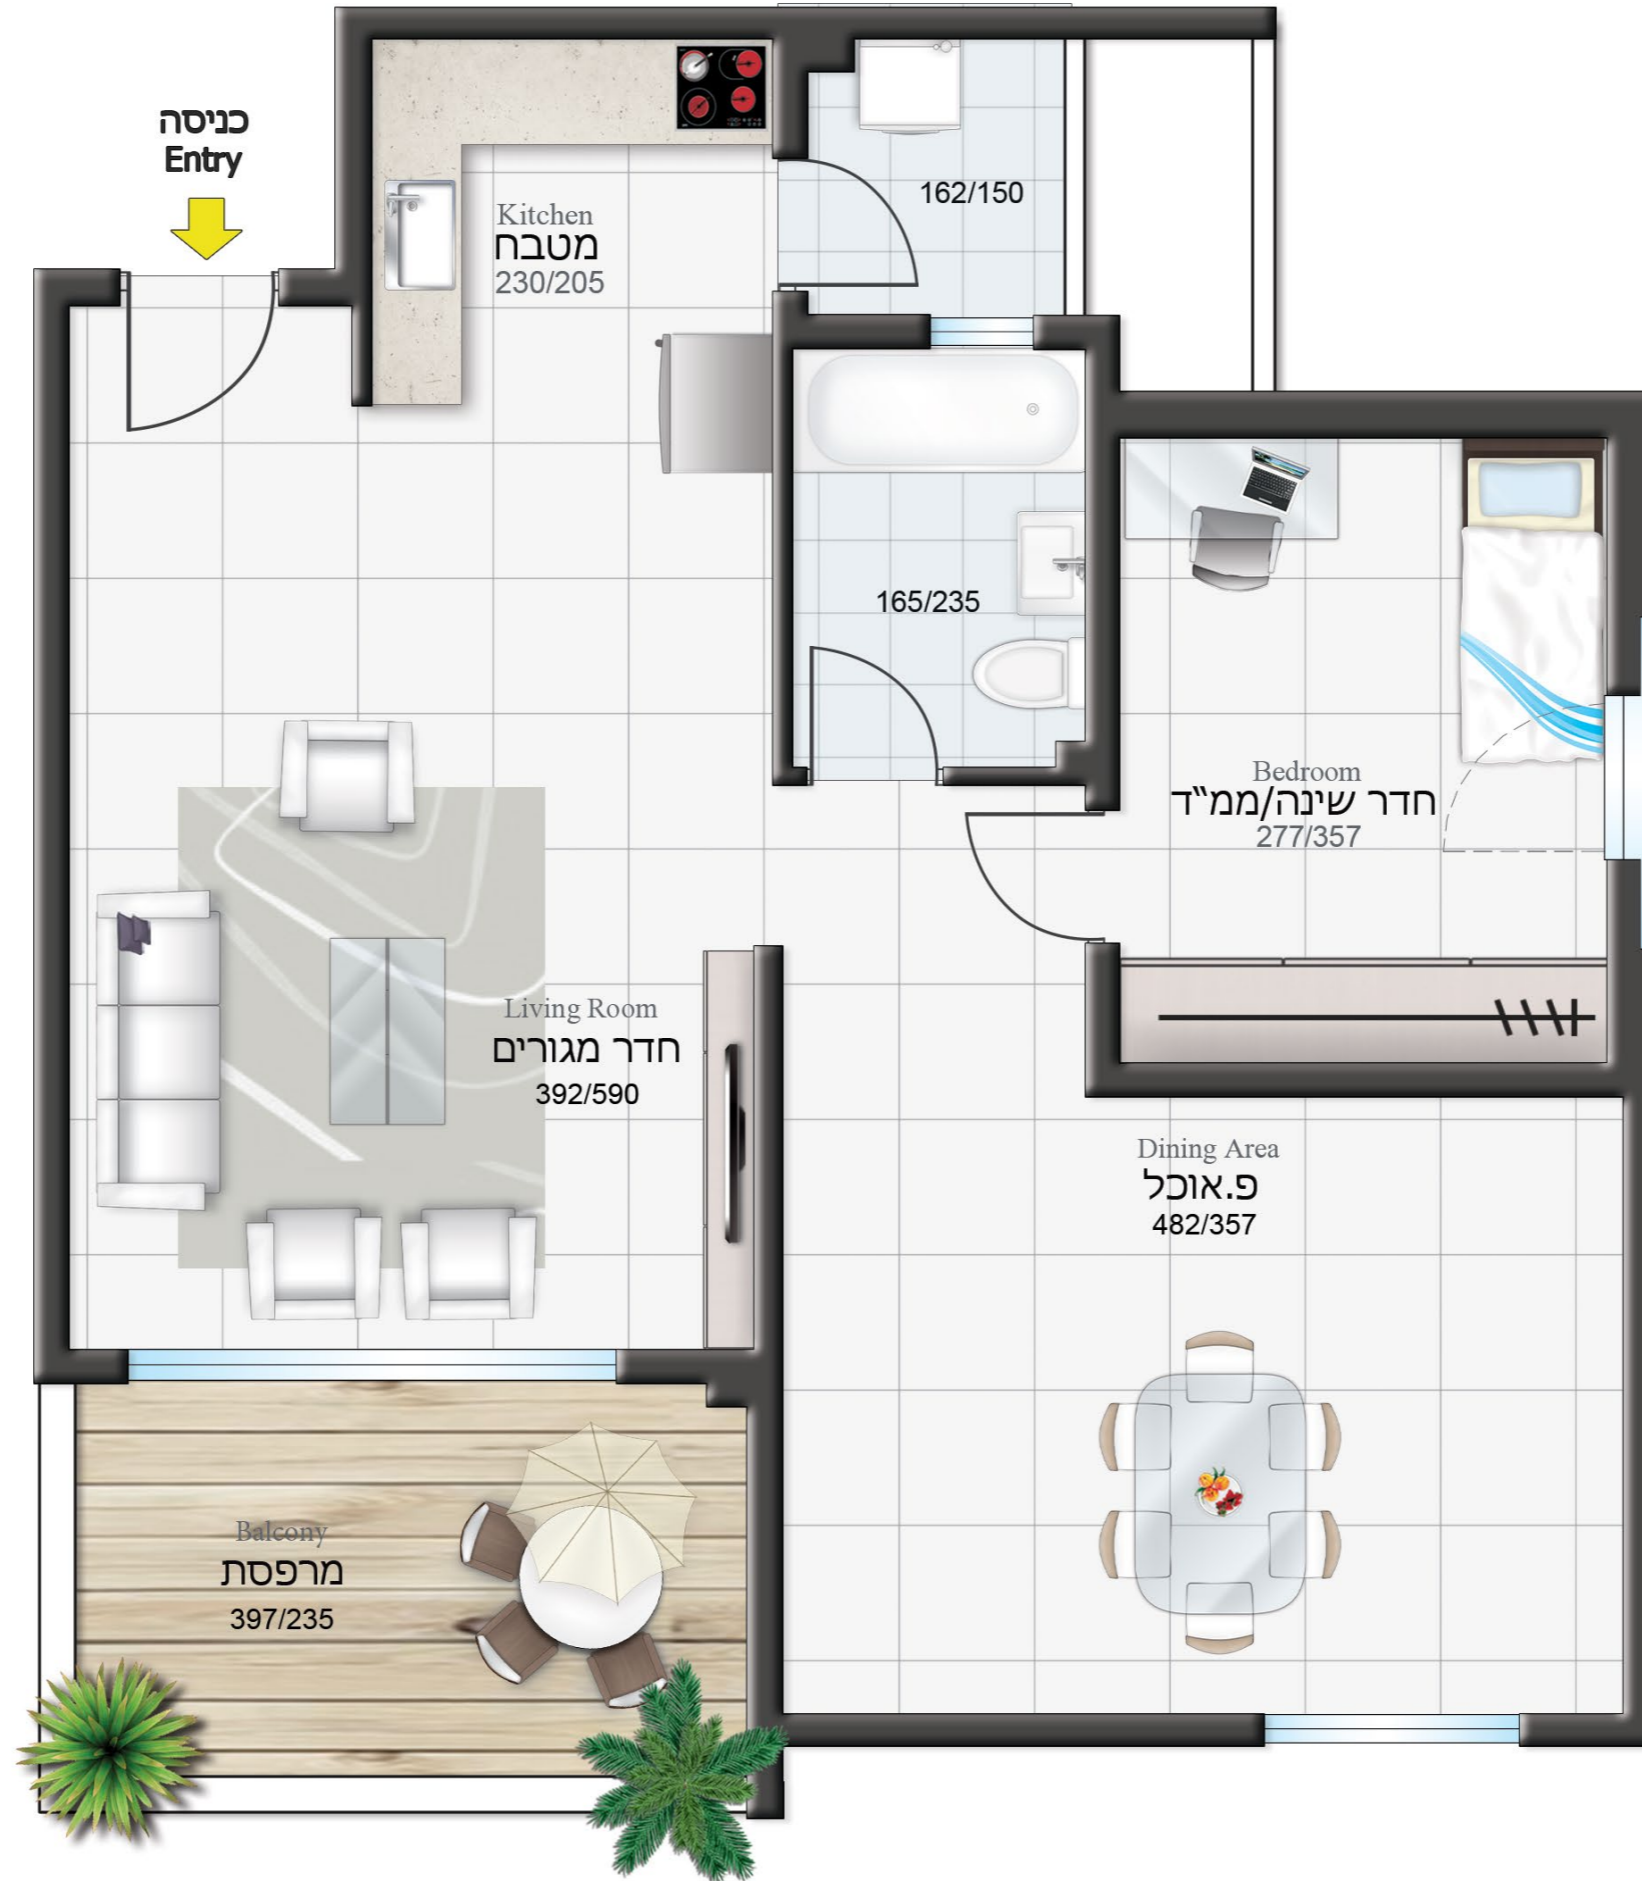 כניסה
Entry
162/150
Kitchen
מטבח
230/205
165/235
Bedroom
חדר שינה/ממ"ד
277/357
Living Room
חדר מגורים
392/590
Dining Area
פ.אוכל
482/357
Balcony
מרפסת
397/235